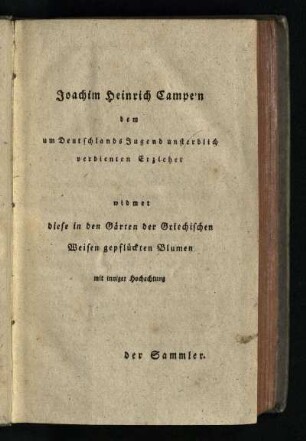 Joachim Heinrich Campen
dem
um Deutschlands Jugend unsterblich
verdienten Erzieher
widmet
diese in den Gärten der Griechischen
Weisen gepflückten Blumen
mit inniger Hochachtung
der Sammler.